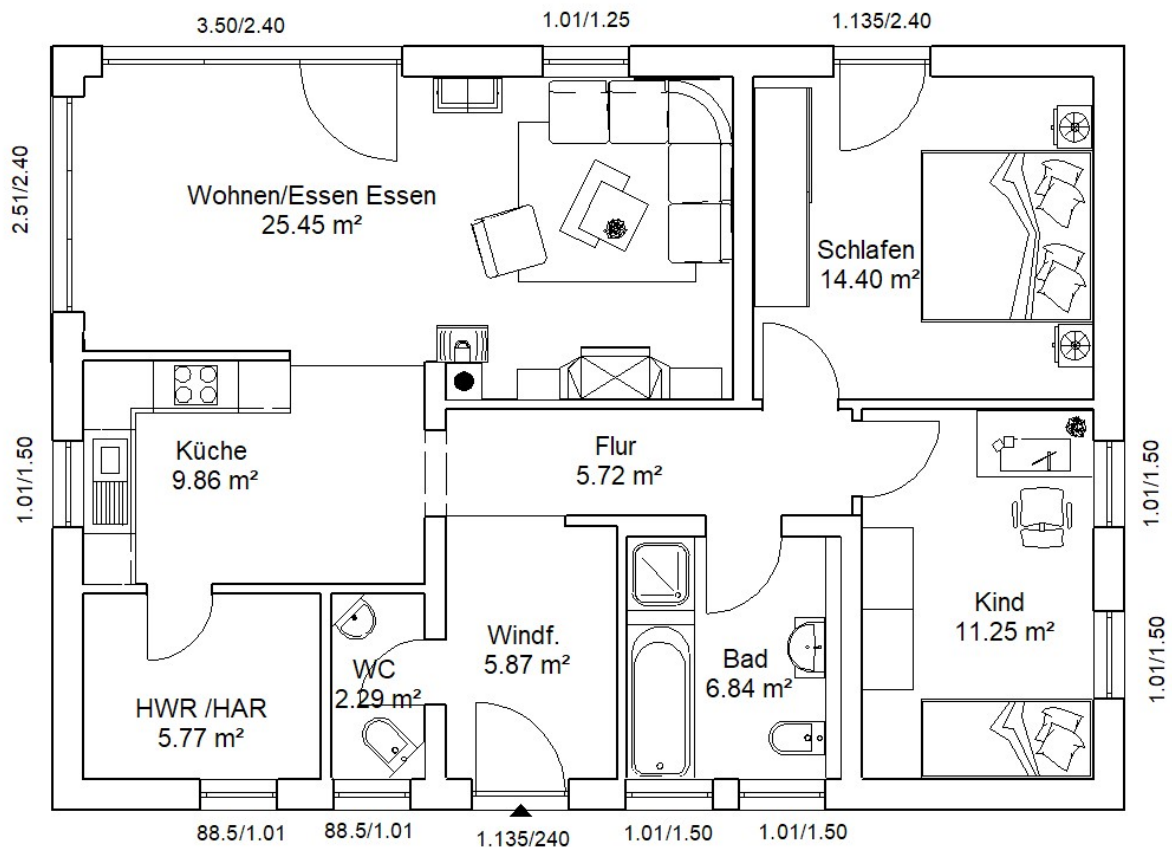 3.50/2.40
1.01/1.25
1.135/2.40
2.51/2.40
Wohnen/Essen Essen
25.45 m²
Schlafen
14.40 m²
1.01/1.50
Küche
9.86 m²
Flur
5.72 m²
1.01/1.50
Kind
11.25 m²
1.01/1.50
Windf.
5.87 m²
Bad
6.84 m²
WC
2.29 m²
HWR /HAR
5.77 m²
88.5/1.01
88.5/1.01
1.135/240
1.01/1.50
1.01/1.50